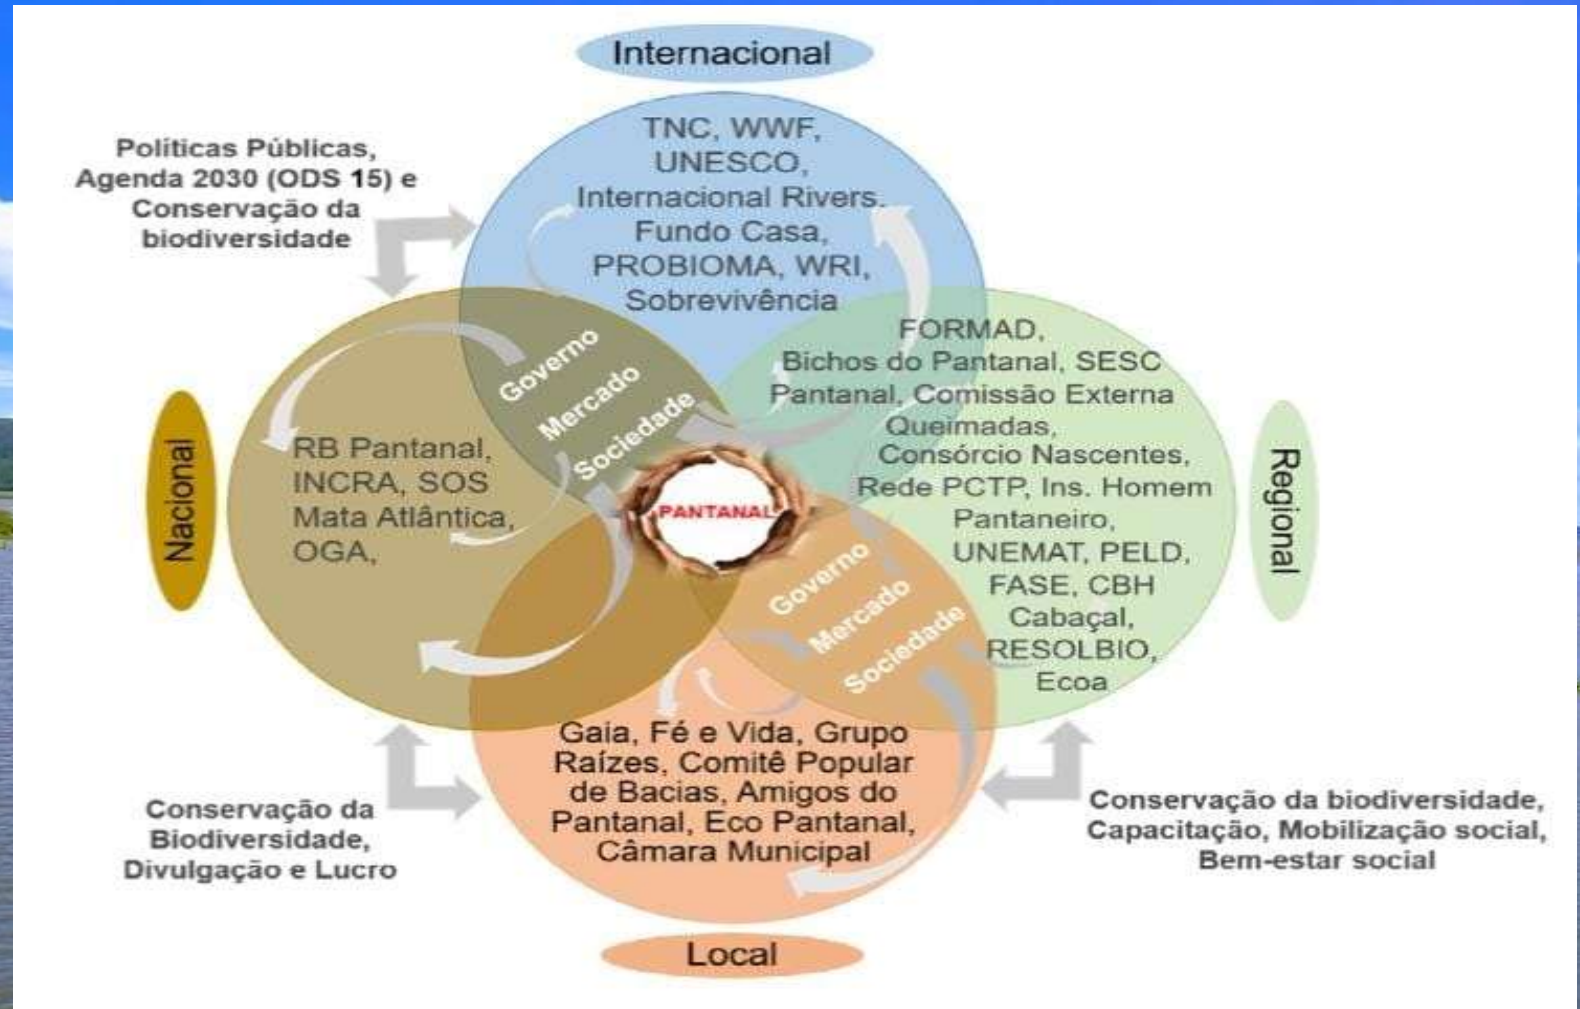 Internacional
TNC, WWF,
UNESCO,
Internacional Rivers.
Fundo Casa,
PROBIOMA, WRI,
Sobrevivência
Políticas Públicas,
Agenda 2030 (ODS 15) e
Conservação da
biodiversidade
Governo
Mercado
Sociedade
FORMAD,
Bichos do Pantanal, SESC
Pantanal, Comissão Externa
Queimadas,
Consórcio Nascentes,
Rede PCTP, Ins. Homem
Pantaneiro,
UNEMAT, PELD,
FASE, CBH
Cabaçal,
RESOLBIO,
Ecoa
Regional
Nacional
RB Pantanal,
INCRA, SOS
Mata Atlântica,
OGA,
PANTANAL
Governo
Mercado
Sociedade
Gaia, Fé e Vida, Grupo
Raízes, Comitê Popular
de Bacias, Amigos do
Pantanal, Eco Pantanal,
Câmara Municipal
Conservação da
Biodiversidade,
Divulgação e Lucro
Conservação da biodiversidade,
Capacitação, Mobilização social,
Bem-estar social
Local